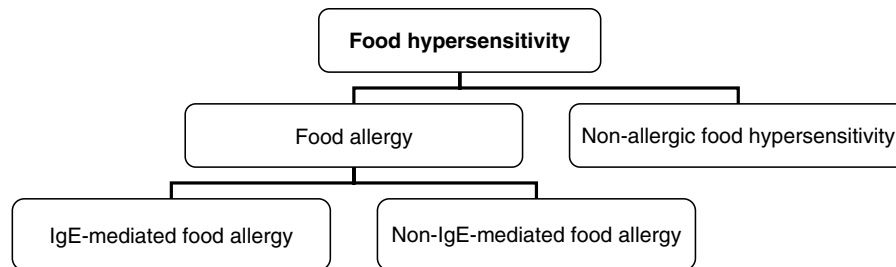 Food hypersensitivity
Food allergy
Non-allergic food hypersensitivity
IgE-mediated food allergy
Non-IgE-mediated food allergy